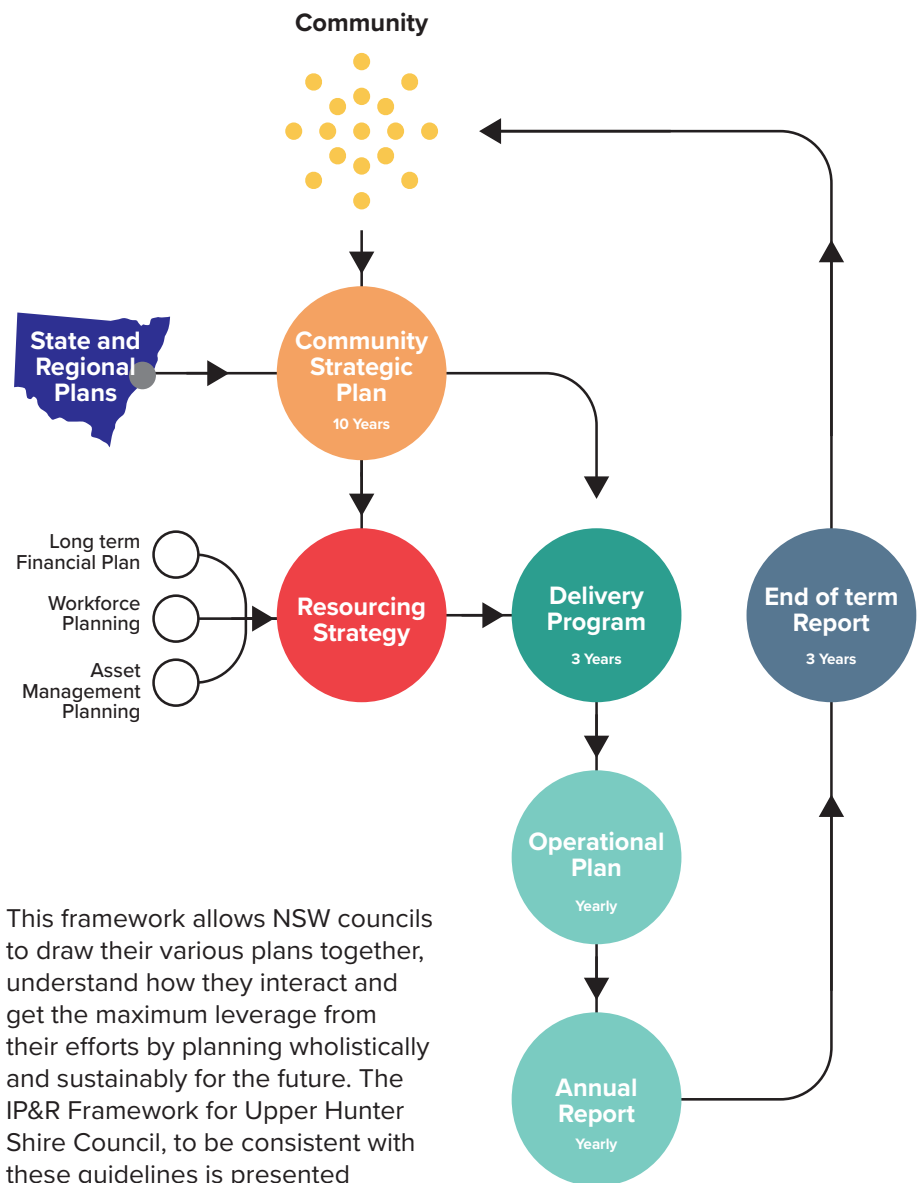 Community
State and
Regional
Plans
Community
Strategic
Plan
10 Years
Long term
Financial Plan
Workforce
Planning
Asset
Management
Planning
Resourcing
Strategy
Delivery
Program
3 Years
End of term
Report
3 Years
Operational
Plan
Yearly
Annual
Report
Yearly
This framework allows NSW councils
to draw their various plans together,
understand how they interact and
get the maximum leverage from
their efforts by planning wholistically
and sustainably for the future. The
IP&R Framework for Upper Hunter
Shire Council, to be consistent with
these guidelines is presented